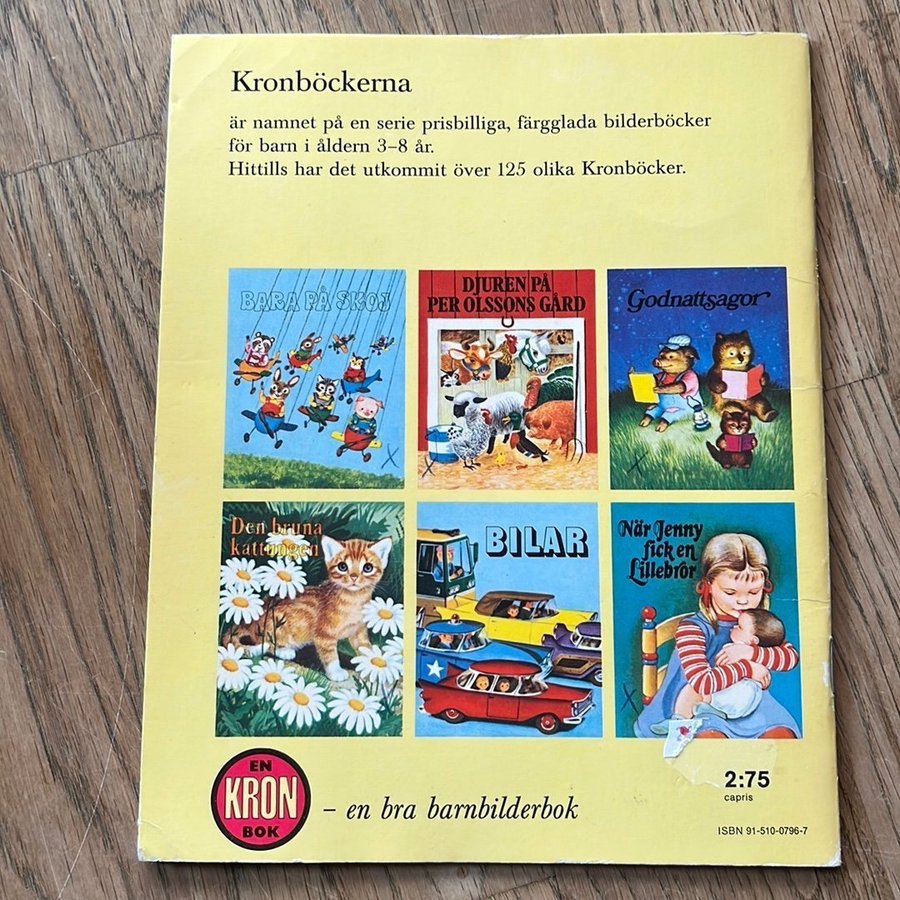 Kronböckerna
är namnet på en serie prisbilliga, färgglada bilderböcker
för barn i åldern 3–8 år.
Hittills har det utkommit över 125 olika Kronböcker.
BARA PÅ SKOJ
DJUREN PÅ
PER OLSSONS GÅRD
Godnattsagor
Den bruna
kattungen
BILAR
När Jenny
fick en
Lillebror
EN
KRON
BOK
– en bra barnbilderbok
2:75
capris
ISBN 91-510-0796-7